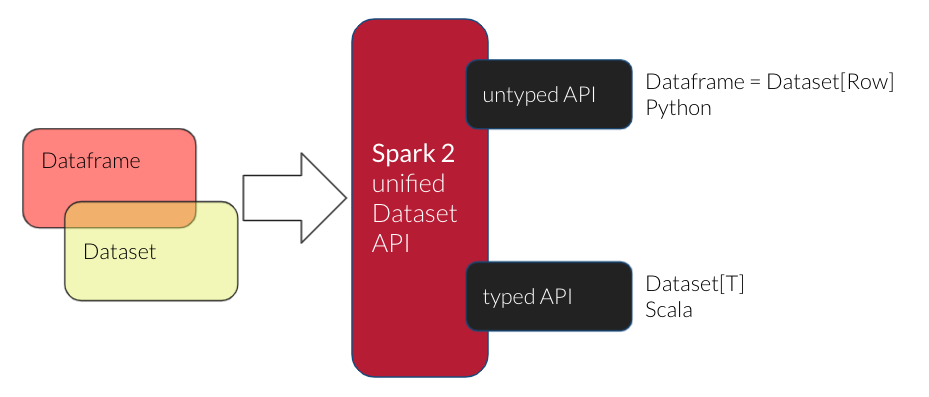 Dataframe
Dataset
Spark 2
unified
Dataset
API
untyped API
Dataframe = Dataset[Row]
Python
typed API
Dataset[T]
Scala